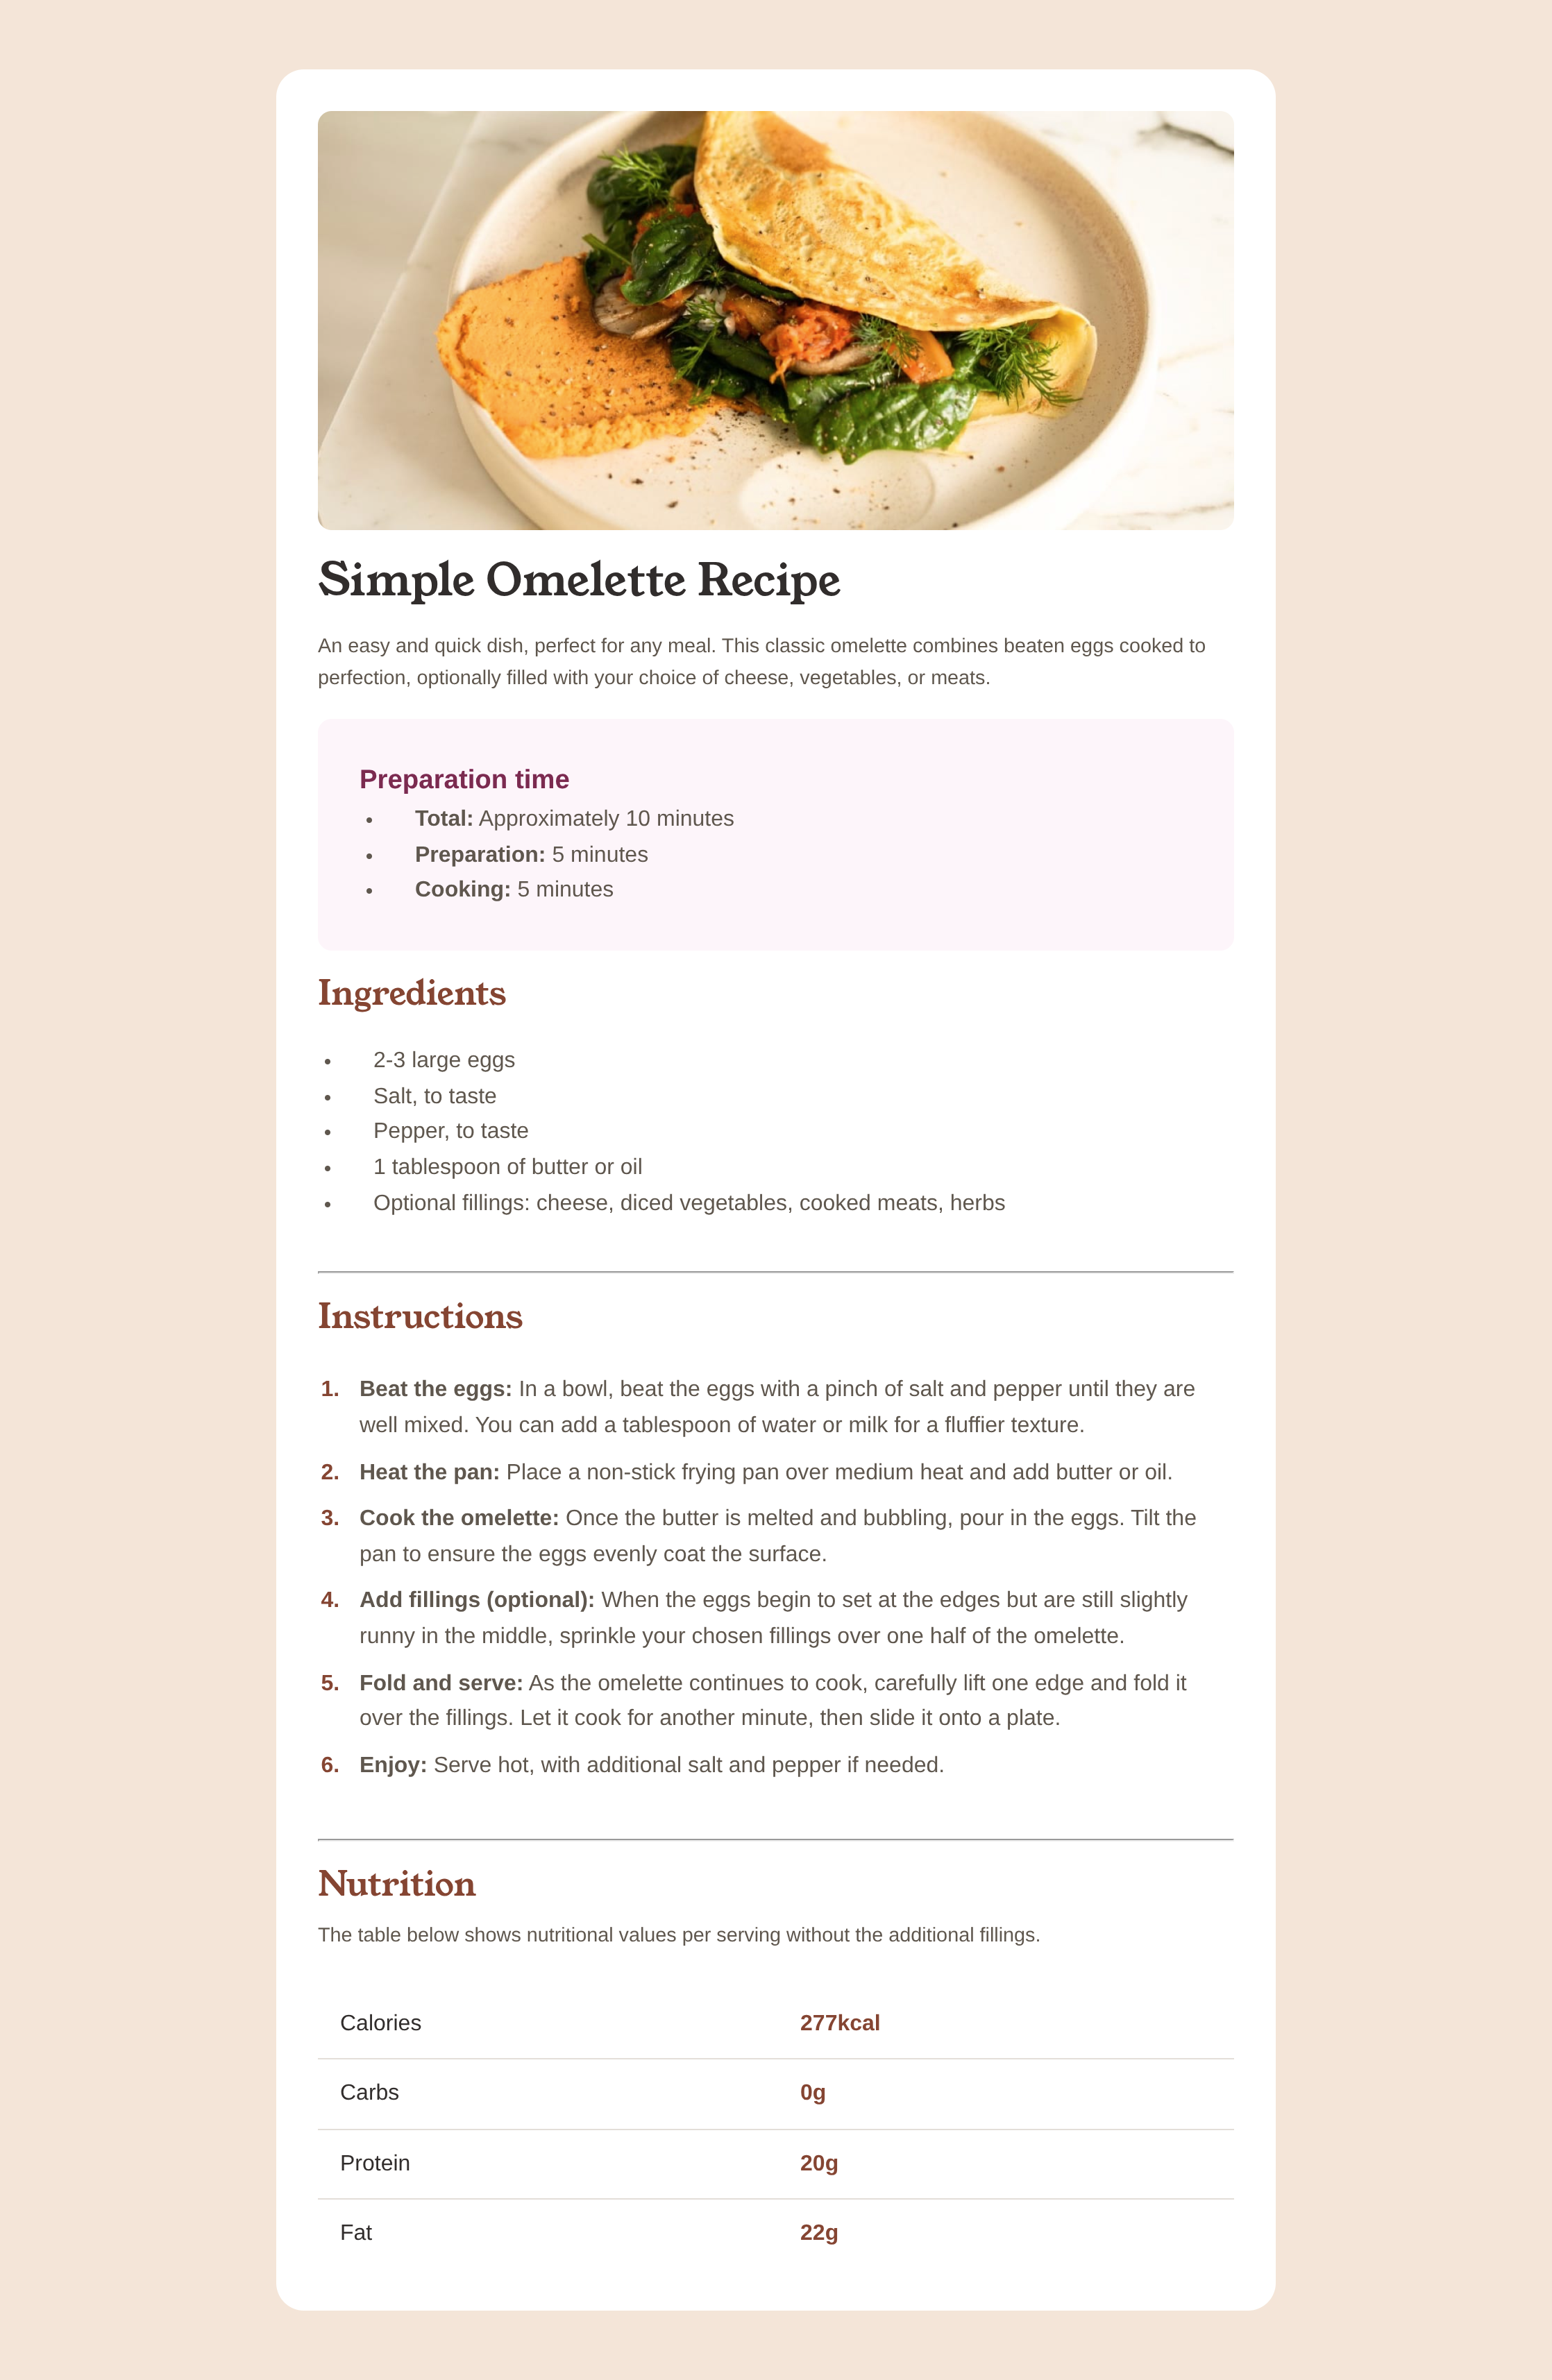 Simple Omelette Recipe
An easy and quick dish, perfect for any meal. This classic omelette combines beaten eggs cooked to
perfection, optionally filled with your choice of cheese, vegetables, or meats.
Preparation time
• Total: Approximately 10 minutes
• Preparation: 5 minutes
• Cooking: 5 minutes
Ingredients
• 2-3 large eggs
• Salt, to taste
• Pepper, to taste
• 1 tablespoon of butter or oil
• Optional fillings: cheese, diced vegetables, cooked meats, herbs
Instructions
1. Beat the eggs: In a bowl, beat the eggs with a pinch of salt and pepper until they are
well mixed. You can add a tablespoon of water or milk for a fluffier texture.
2. Heat the pan: Place a non-stick frying pan over medium heat and add butter or oil.
3. Cook the omelette: Once the butter is melted and bubbling, pour in the eggs. Tilt the
pan to ensure the eggs evenly coat the surface.
4. Add fillings (optional): When the eggs begin to set at the edges but are still slightly
runny in the middle, sprinkle your chosen fillings over one half of the omelette.
5. Fold and serve: As the omelette continues to cook, carefully lift one edge and fold it
over the fillings. Let it cook for another minute, then slide it onto a plate.
6. Enjoy: Serve hot, with additional salt and pepper if needed.
Nutrition
The table below shows nutritional values per serving without the additional fillings.
Calories 277kcal
Carbs 0g
Protein 20g
Fat 22g